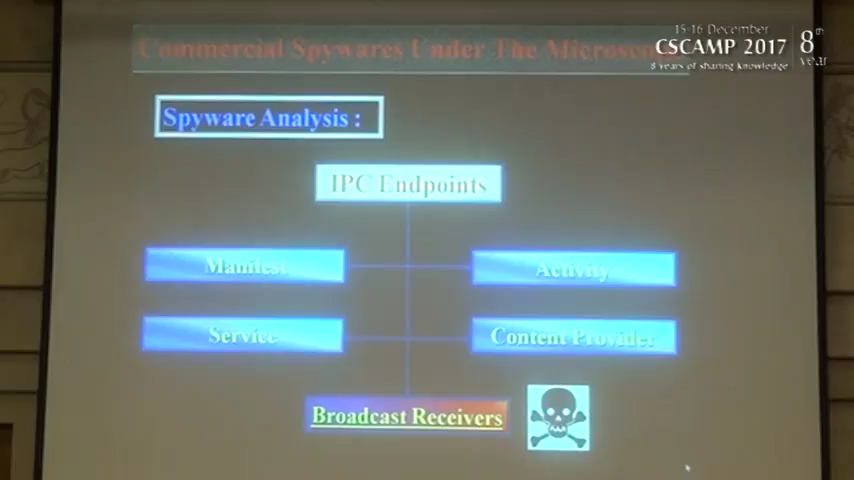 Commercial Spywares Under The
15-16 December
CSCAMP 2017
8th year
8 years of sharing knowledge
Spyware Analysis :
IPC Endpoints
Manifest
Activity
Service
Content Provider
Broadcast Receivers